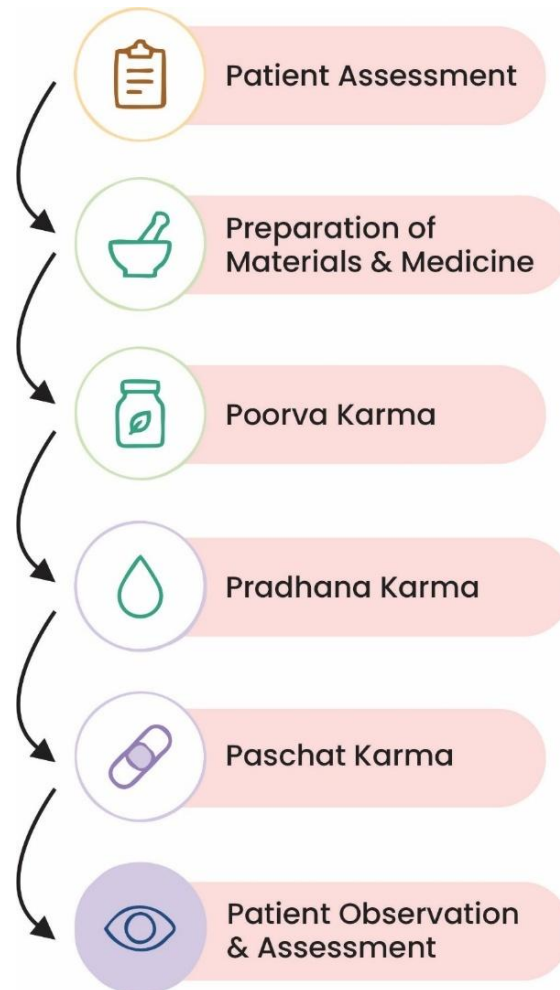 Patient Assessment
Preparation of
Materials & Medicine
Poorva Karma
Pradhana Karma
Paschat Karma
Patient Observation
& Assessment